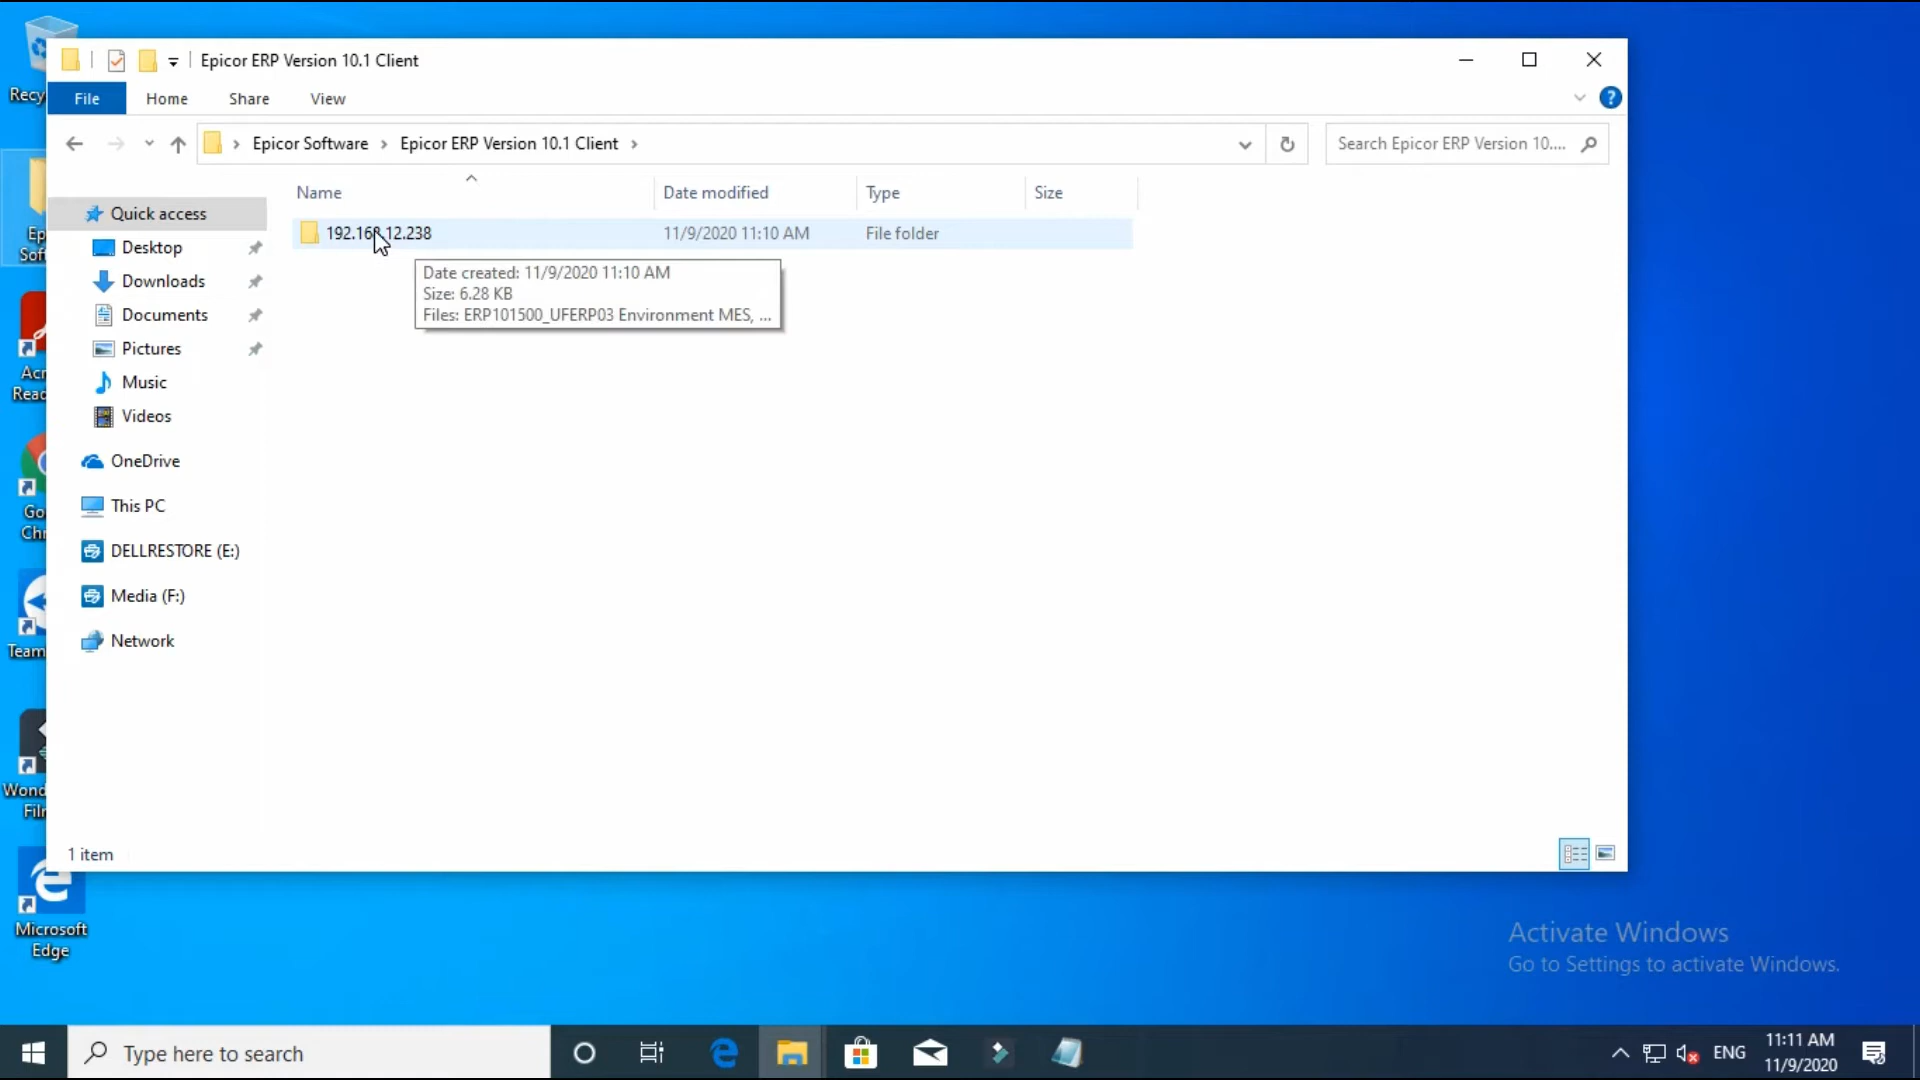 Epicor ERP Version 10.1 Client
File
Home
Share
View
Epicor Software
Epicor ERP Version 10.1 Client
Search Epicor ERP Version 10....
Name
Date modified
Type
Size
192.168.12.238
11/9/2020 11:10 AM
File folder
Date created: 11/9/2020 11:10 AM
Size: 6.28 KB
Files: ERP101500_UFERP03 Environment MES, ...
Quick access
Desktop
Downloads
Documents
Pictures
Music
Videos
OneDrive
This PC
DELLRESTORE (E:)
Media (F:)
Network
1 item
Recy
Ep
Soft
Acr
Read
Go
Chr
Team
Wond
Film
Microsoft
Edge
Activate Windows
Go to Settings to activate Windows.
Type here to search
ENG
11:11 AM
11/9/2020